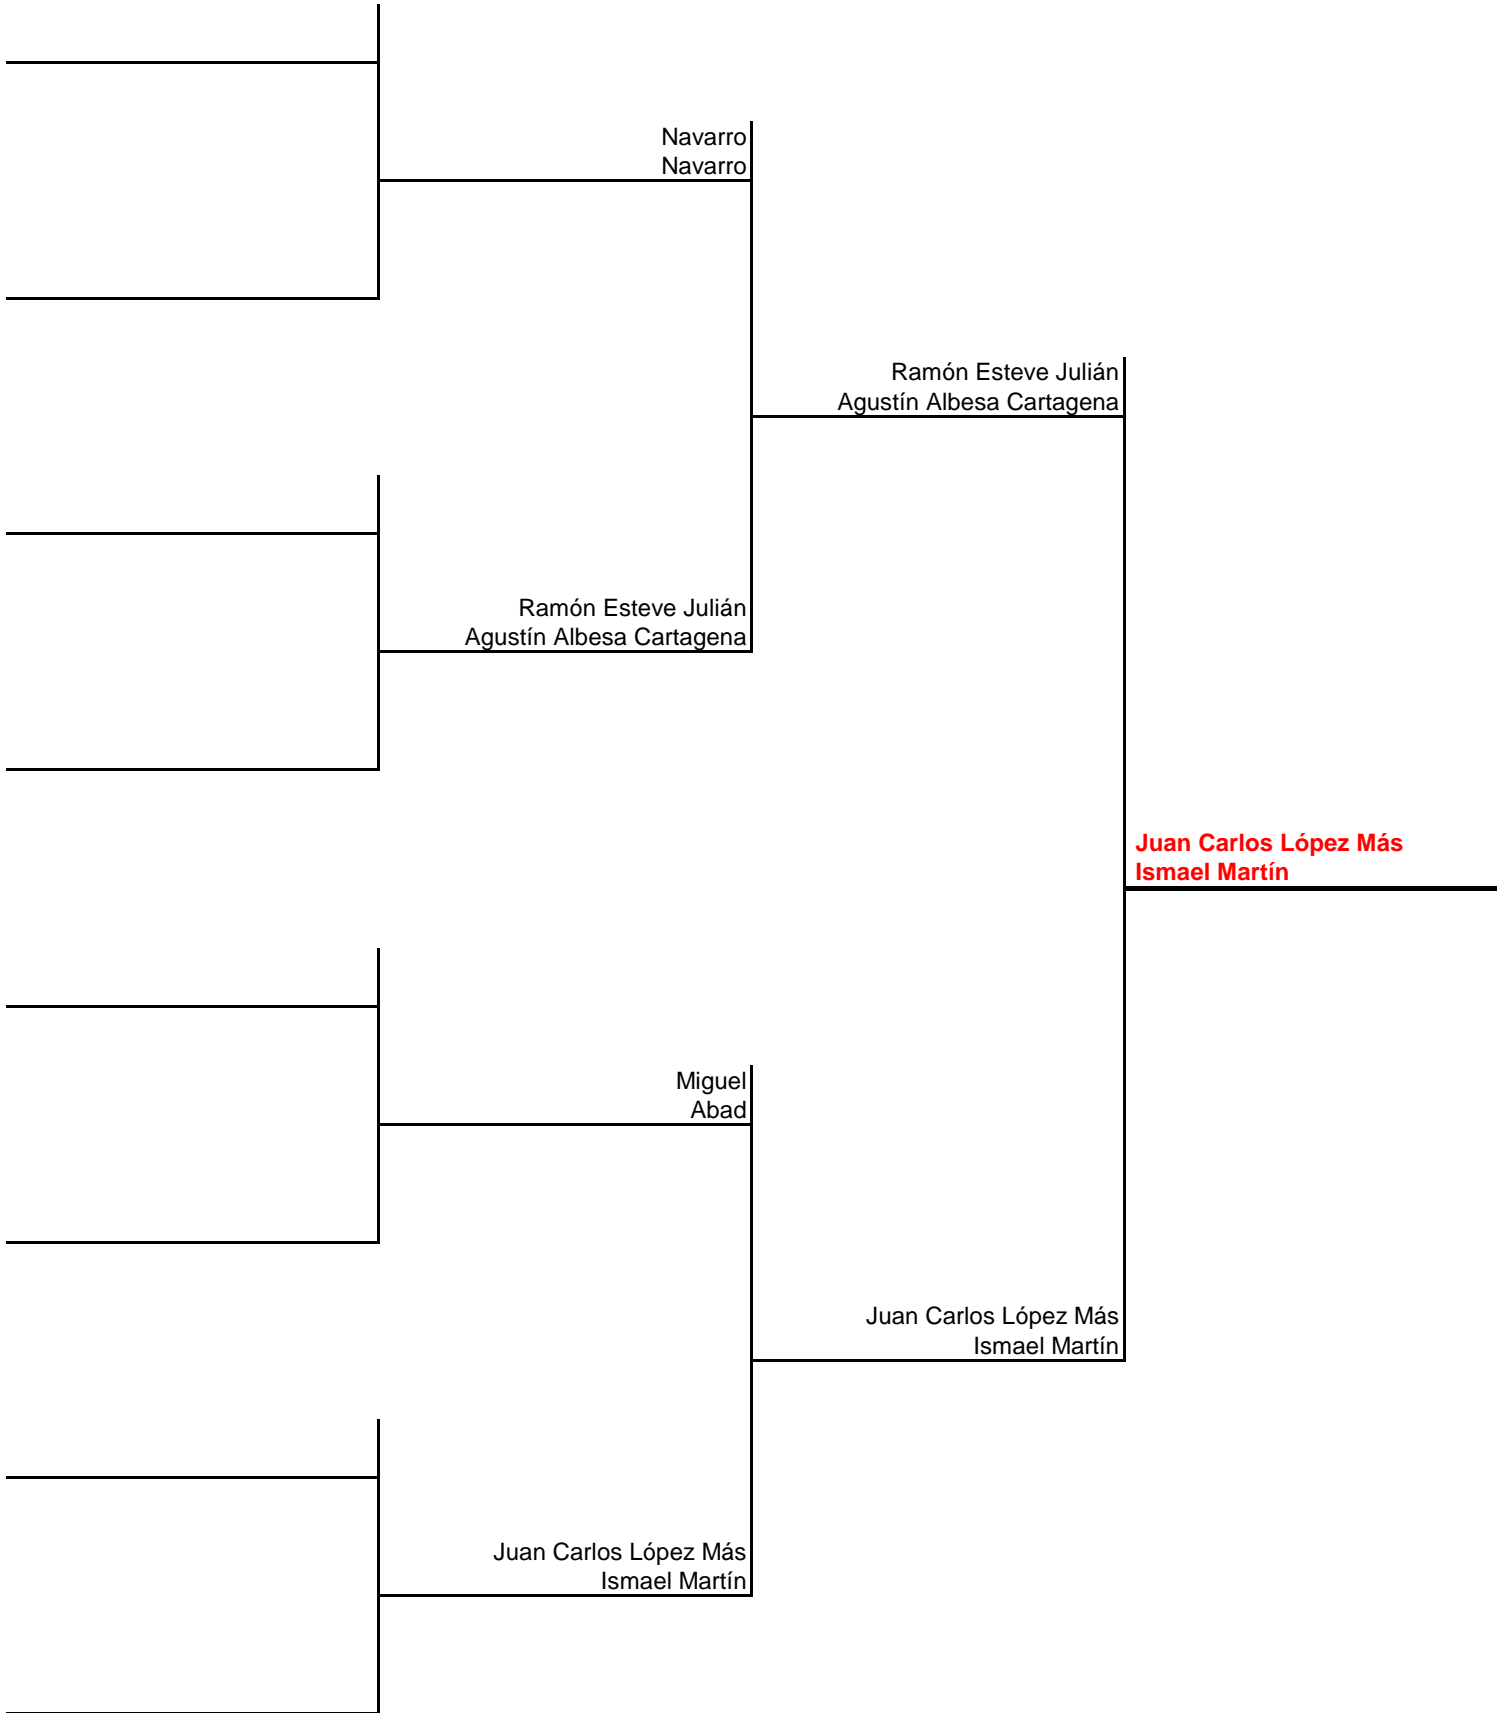 Navarro
Navarro
Ramón Esteve Julián
Agustín Albesa Cartagena
Ramón Esteve Julián
Agustín Albesa Cartagena
Juan Carlos López Más
Ismael Martín
Miguel
Abad
Juan Carlos López Más
Ismael Martín
Juan Carlos López Más
Ismael Martín